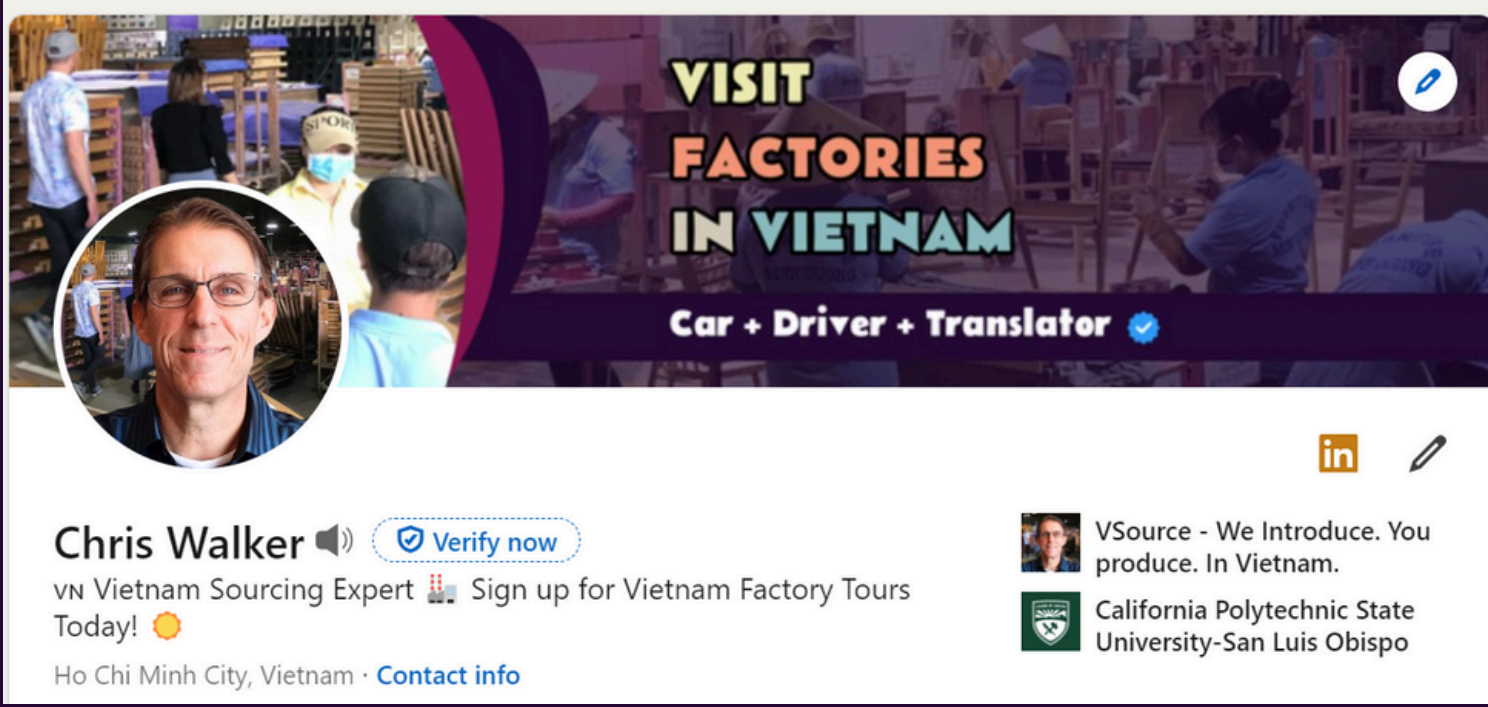 VISIT
FACTORIES
IN VIETNAM
Car + Driver + Translator
SPORT
in
Chris Walker
Verify now
VN Vietnam Sourcing Expert 🏭 Sign up for Vietnam Factory Tours
Today! ☀️
Ho Chi Minh City, Vietnam · Contact info
VSource - We Introduce. You
produce. In Vietnam.
California Polytechnic State
University-San Luis Obispo